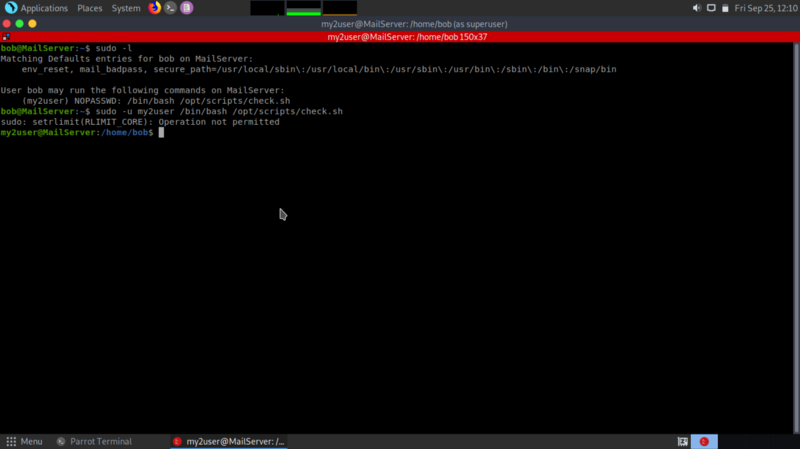 Applications Places System Fri Sep 25, 12:10
my2user@MailServer: /home/bob (as superuser)
my2user@MailServer: /home/bob 150x37
bob@MailServer:~$ sudo -l
Matching Defaults entries for bob on MailServer:
    env_reset, mail_badpass, secure_path=/usr/local/sbin\:/usr/local/bin\:/usr/sbin\:/usr/bin\:/sbin\:/bin\:/snap/bin

User bob may run the following commands on MailServer:
    (my2user) NOPASSWD: /bin/bash /opt/scripts/check.sh
bob@MailServer:~$ sudo -u my2user /bin/bash /opt/scripts/check.sh
sudo: setrlimit(RLIMIT_CORE): Operation not permitted
my2user@MailServer:/home/bob$
Menu Parrot Terminal my2user@MailServer: /...